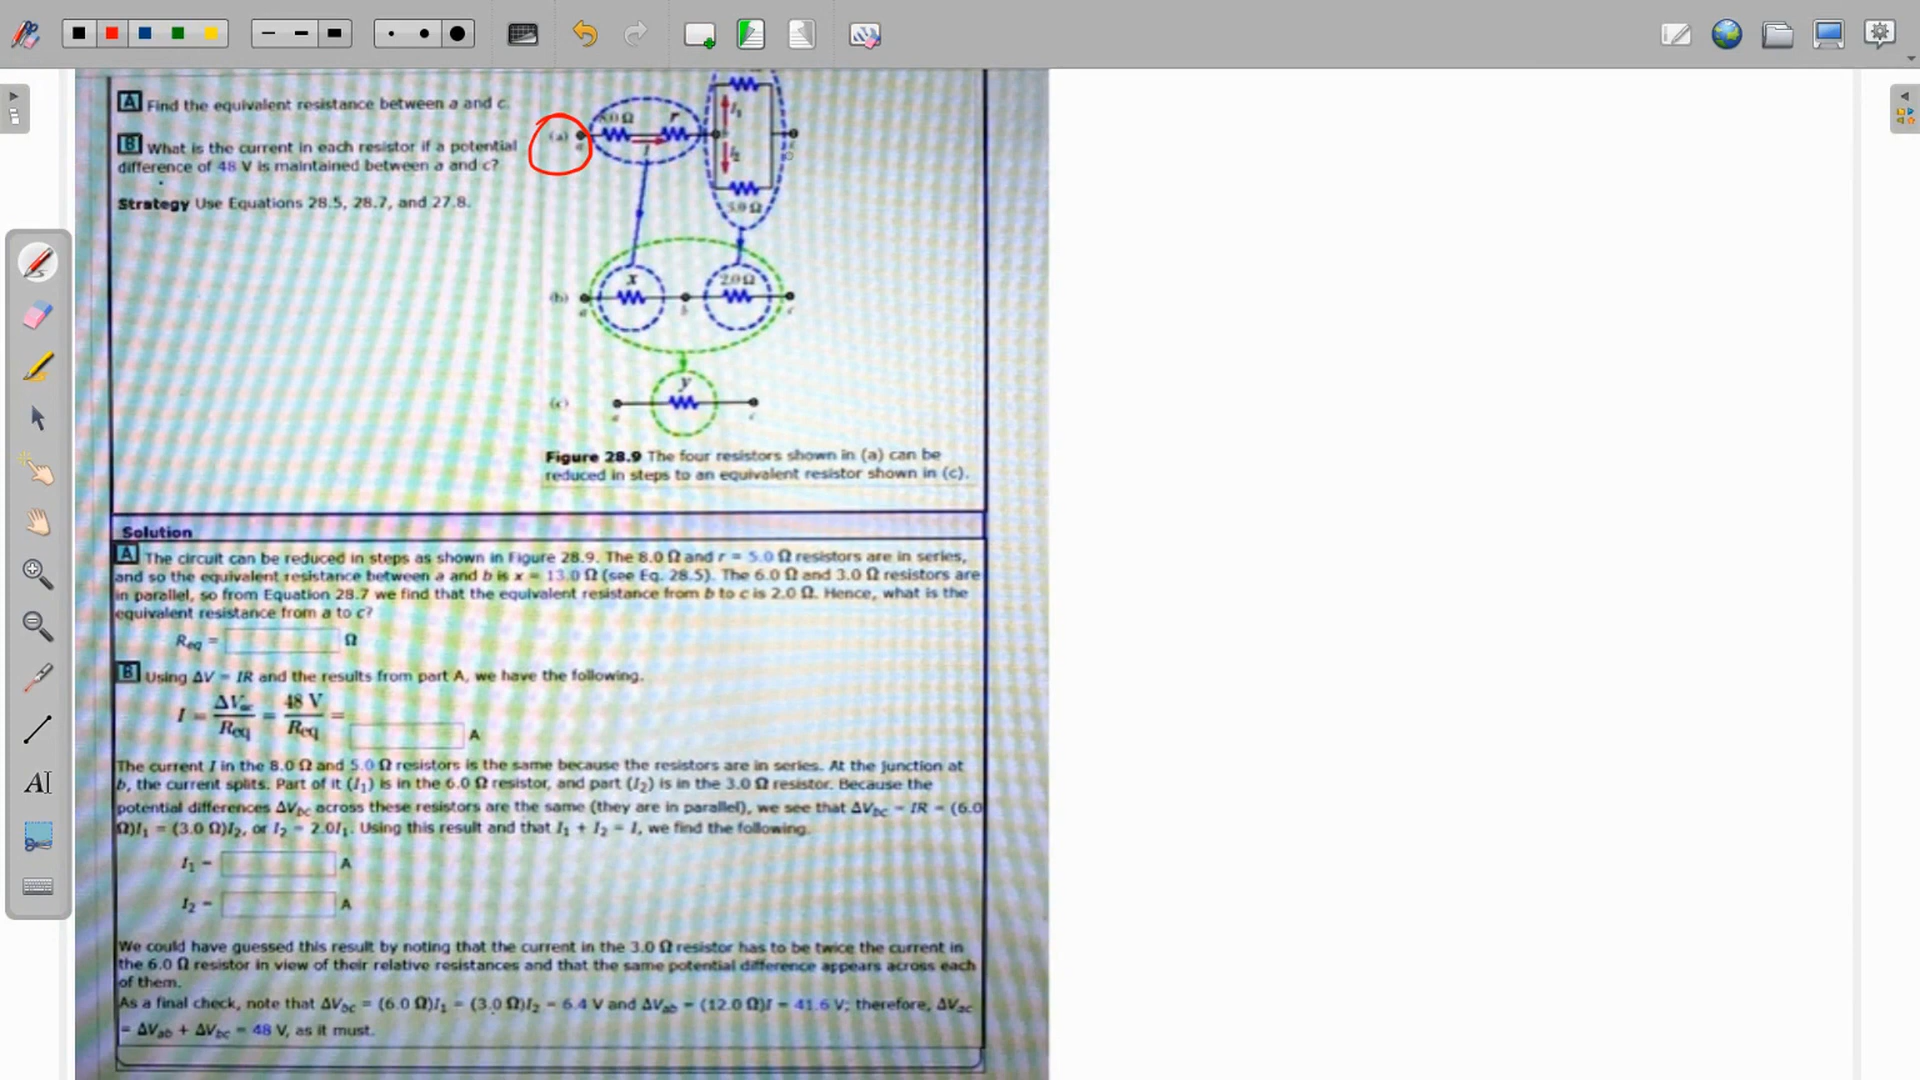 A Find the equivalent resistance between a and c.
B What is the current in each resistor if a potential
difference of 48 V is maintained between a and c?
Strategy Use Equations 28.5, 28.7, and 27.8.
(a) a 8.0 Ω r
I
I₁
I₂
c
3.0 Ω
x 2.0 Ω
(b) a b c
y
(c)
a c
Figure 28.9 The four resistors shown in (a) can be
reduced in steps to an equivalent resistor shown in (c).
Solution
A The circuit can be reduced in steps as shown in Figure 28.9. The 8.0 Ω and r = 5.0 Ω resistors are in series,
and so the equivalent resistance between a and b is x = 13.0 Ω (see Eq. 28.5). The 6.0 Ω and 3.0 Ω resistors are
in parallel, so from Equation 28.7 we find that the equivalent resistance from b to c is 2.0 Ω. Hence, what is the
equivalent resistance from a to c?
Req = Ω
B Using ΔV = IR and the results from part A, we have the following.
I = ΔVac / Req = 48 V / Req = A
The current I in the 8.0 Ω and 5.0 Ω resistors is the same because the resistors are in series. At the junction at
b, the current splits. Part of it (I₁) is in the 6.0 Ω resistor, and part (I₂) is in the 3.0 Ω resistor. Because the
potential differences ΔVbc across these resistors are the same (they are in parallel), we see that ΔVbc = IR = (6.0
Ω)I₁ = (3.0 Ω)I₂, or I₂ = 2.0I₁. Using this result and that I₁ + I₂ = I, we find the following.
I₁ = A
I₂ = A
We could have guessed this result by noting that the current in the 3.0 Ω resistor has to be twice the current in
the 6.0 Ω resistor in view of their relative resistances and that the same potential difference appears across each
of them.
As a final check, note that ΔVbc = (6.0 Ω)I₁ = (3.0 Ω)I₂ = 6.4 V and ΔVab = (12.0 Ω)I = 41.6 V; therefore, ΔVac
= ΔVab + ΔVbc = 48 V, as it must.
AI